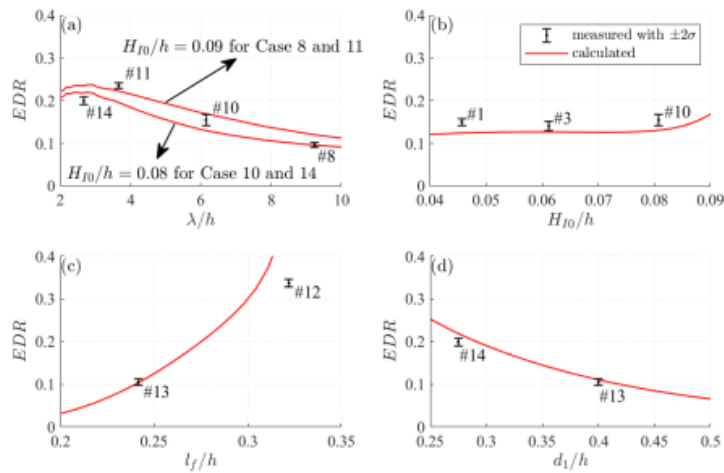 (a)
H_{I0}/h = 0.09 for Case 8 and 11
#11
#14
#10
#8
H_{I0}/h = 0.08 for Case 10 and 14
EDR
0.4
0.3
0.2
0.1
0
2 4 6 8 10
λ/h
(b)
measured with ±2σ
calculated
#1
#3
#10
EDR
0.4
0.3
0.2
0.1
0
0.04 0.05 0.06 0.07 0.08 0.09
H_{I0}/h
(c)
#12
#13
EDR
0.4
0.3
0.2
0.1
0
0.2 0.25 0.3 0.35
l_f/h
(d)
#14
#13
EDR
0.4
0.3
0.2
0.1
0
0.25 0.3 0.35 0.4 0.45 0.5
d_1/h